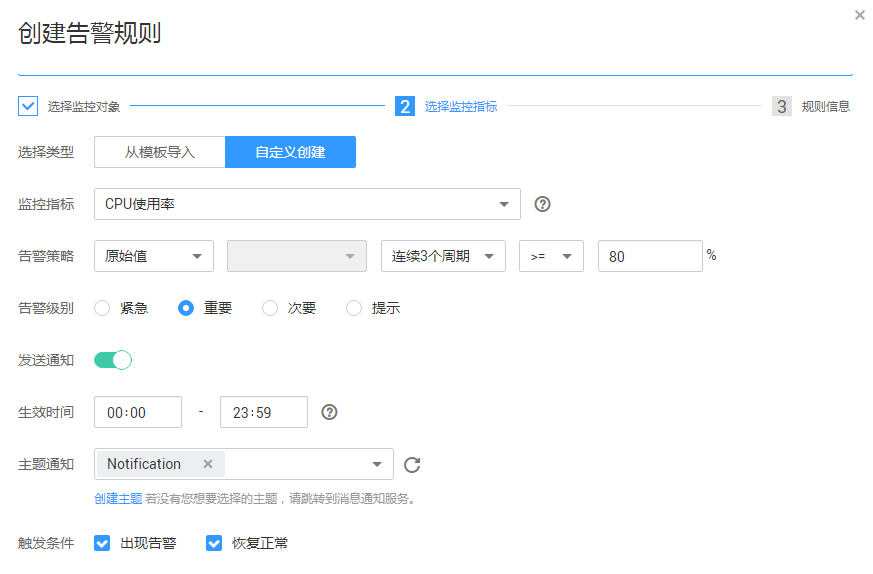 创建告警规则
选择监控对象 2 选择监控指标 3 规则信息
选择类型 从模板导入 自定义创建
监控指标 CPU使用率
告警策略 原始值 连续3个周期 >= 80 %
告警级别 紧急 重要 次要 提示
发送通知
生效时间 00:00 - 23:59
主题通知 Notification
创建主题 若没有您想要选择的主题，请跳转到消息通知服务。
触发条件 出现告警 恢复正常